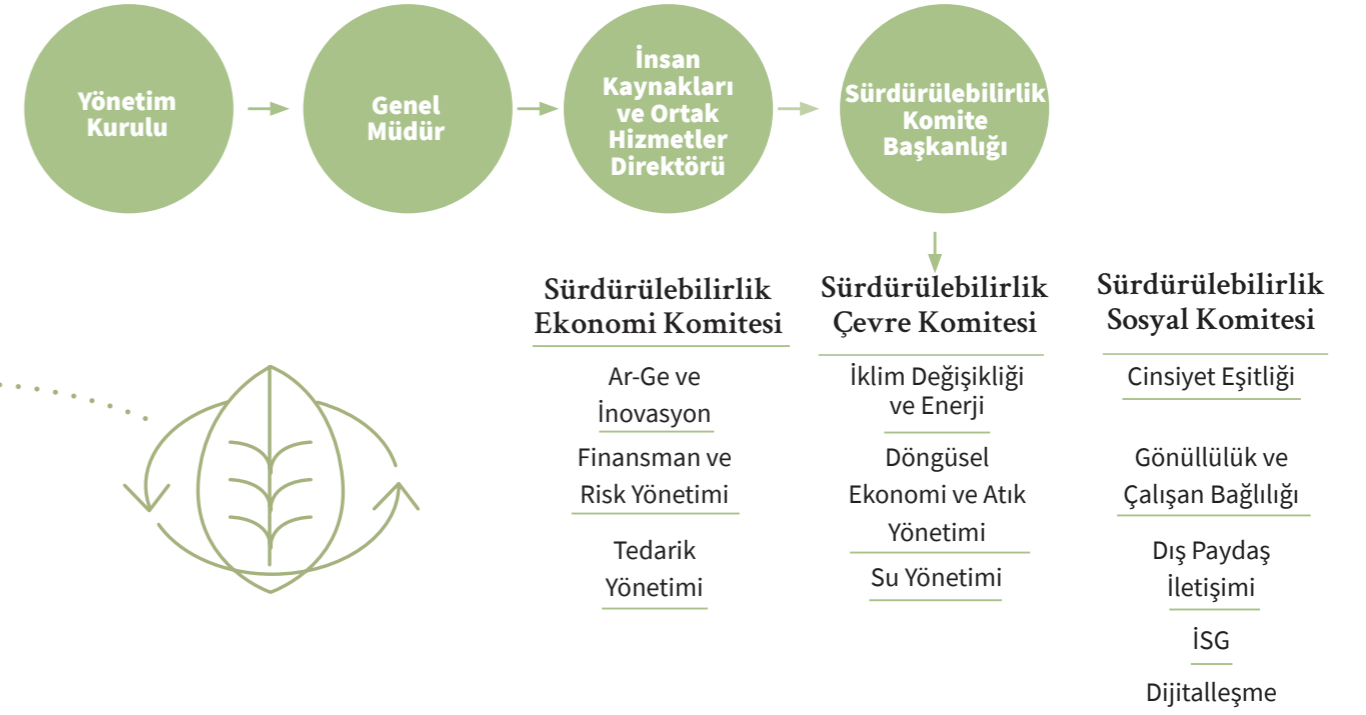 Yönetim
Kurulu
Genel
Müdür
İnsan
Kaynakları
ve Ortak
Hizmetler
Direktörü
Sürdürülebilirlik
Komite
Başkanlığı
Sürdürülebilirlik
Ekonomi Komitesi
Ar-Ge ve
İnovasyon
Finansman ve
Risk Yönetimi
Tedarik
Yönetimi
Sürdürülebilirlik
Çevre Komitesi
İklim Değişikliği
ve Enerji
Döngüsel
Ekonomi ve Atık
Yönetimi
Su Yönetimi
Sürdürülebilirlik
Sosyal Komitesi
Cinsiyet Eşitliği
Gönüllülük ve
Çalışan Bağlılığı
Dış Paydaş
İletişimi
İSG
Dijitalleşme